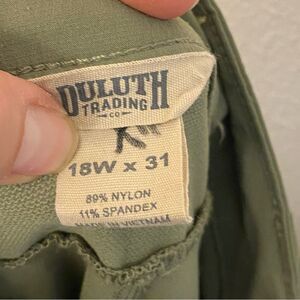 DULUTH
TRADING
CO
18W x 31
89% NYLON
11% SPANDEX
MADE IN VIETNAM